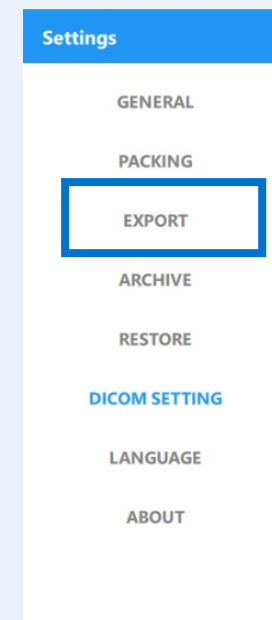 Settings
GENERAL
PACKING
EXPORT
ARCHIVE
RESTORE
DICOM SETTING
LANGUAGE
ABOUT